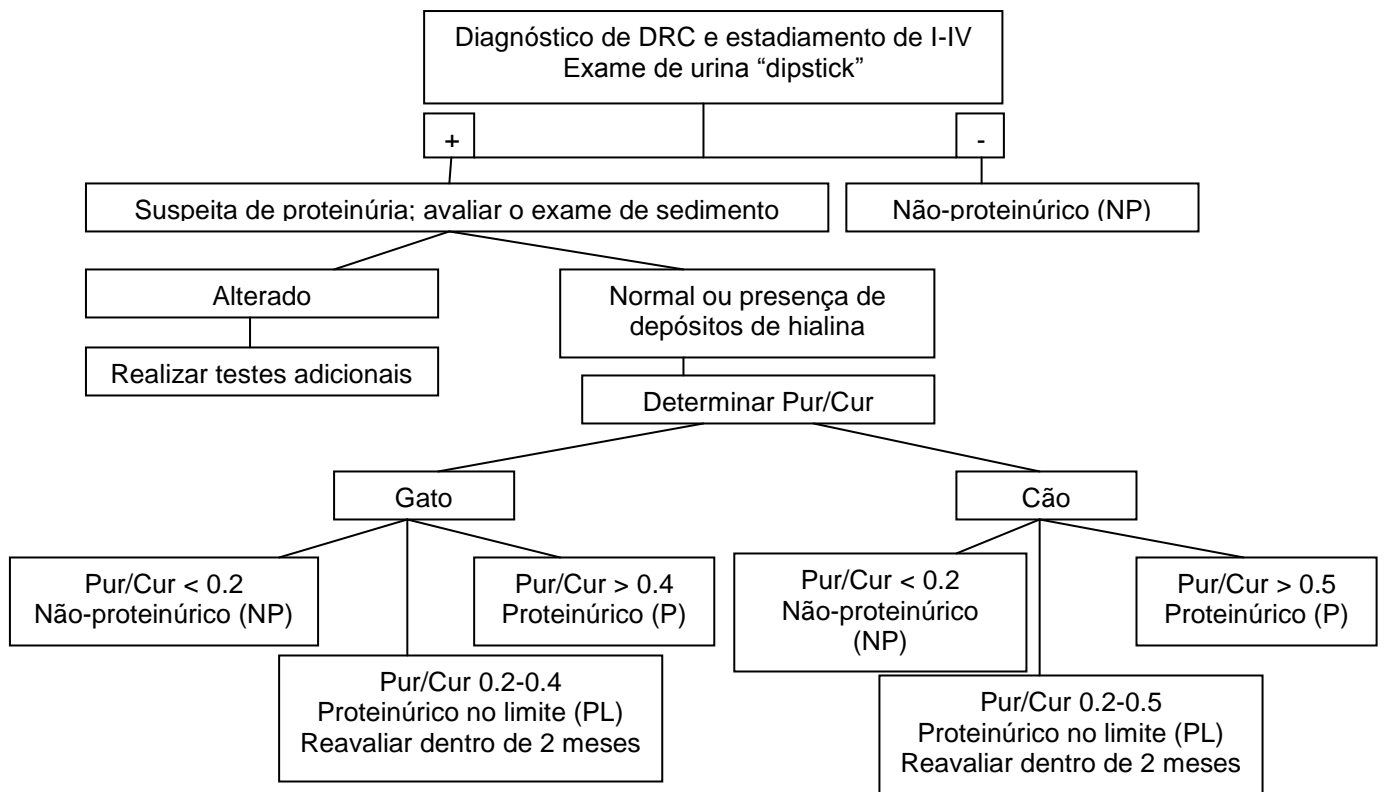 Diagnóstico de DRC e estadiamento de I-IV
Exame de urina “dipstick”
+
-
Suspeita de proteinúria; avaliar o exame de sedimento
Não-proteinúrico (NP)
Alterado
Normal ou presença de
depósitos de hialina
Realizar testes adicionais
Determinar Pur/Cur
Gato
Cão
Pur/Cur < 0.2
Não-proteinúrico (NP)
Pur/Cur > 0.4
Proteinúrico (P)
Pur/Cur 0.2-0.4
Proteinúrico no limite (PL)
Reavaliar dentro de 2 meses
Pur/Cur < 0.2
Não-proteinúrico
(NP)
Pur/Cur > 0.5
Proteinúrico (P)
Pur/Cur 0.2-0.5
Proteinúrico no limite (PL)
Reavaliar dentro de 2 meses